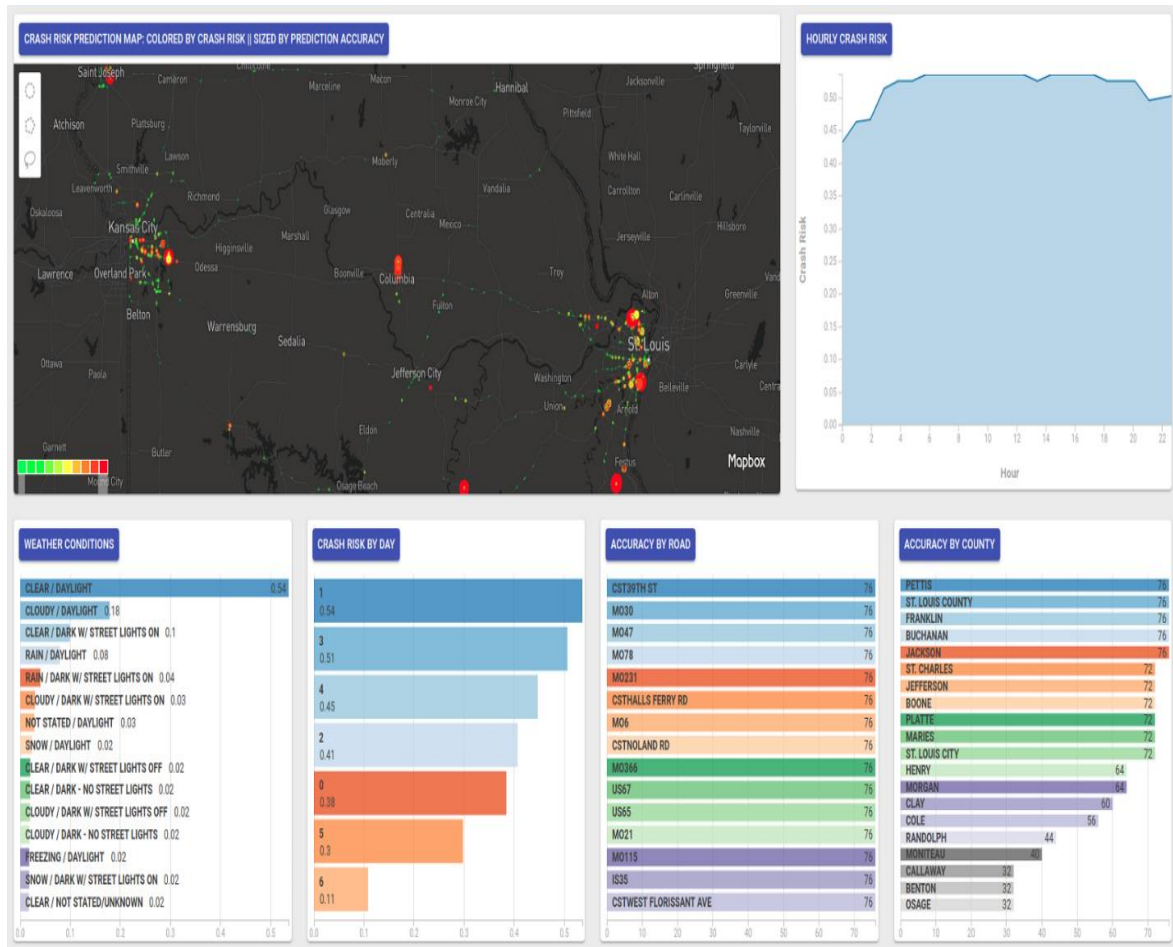 CRASH RISK PREDICTION MAP: COLORED BY CRASH RISK || SIZED BY PREDICTION ACCURACY
Saint Joseph
Cameron
Marceline
Macon
Hannibal
Jacksonville
Springfield
Atchison
Plattsburg
Monroe City
Pittsfield
Taylorville
Lawson
Smithville
Moberly
White Hall
Leavenworth
Richmond
Vandalia
Carrollton
Carlinville
Oskaloosa
Glasgow
Centralia
Mexico
Kansas City
Marshall
Jerseyville
Hillsboro
Higginsville
Lawrence
Overland Park
Odessa
Boonville
Columbia
Troy
Alton
Greenville
Fulton
Belton
Warrensburg
Sedalia
St. Louis
Ottawa
Paola
Jefferson City
Washington
Belleville
Carlyle
Union
Arnold
Eldon
Nashville
Garnett
Butler
Festus
Mapbox
Mound City
Osage Beach
HOURLY CRASH RISK
0.50
0.45
0.40
0.35
0.30
0.25
0.20
0.15
0.10
0.05
0.00
Crash Risk
0 2 4 6 8 10 12 14 16 18 20 22
Hour
WEATHER CONDITIONS
CLEAR / DAYLIGHT 0.54
CLOUDY / DAYLIGHT 0.18
CLEAR / DARK W/ STREET LIGHTS ON 0.1
RAIN / DAYLIGHT 0.08
RAIN / DARK W/ STREET LIGHTS ON 0.04
CLOUDY / DARK W/ STREET LIGHTS ON 0.03
NOT STATED / DAYLIGHT 0.03
SNOW / DAYLIGHT 0.02
CLEAR / DARK W/ STREET LIGHTS OFF 0.02
CLEAR / DARK - NO STREET LIGHTS 0.02
CLOUDY / DARK W/ STREET LIGHTS OFF 0.02
CLOUDY / DARK - NO STREET LIGHTS 0.02
FREEZING / DAYLIGHT 0.02
SNOW / DARK W/ STREET LIGHTS ON 0.02
CLEAR / NOT STATED/UNKNOWN 0.02
0.0 0.1 0.2 0.3 0.4 0.5
CRASH RISK BY DAY
1
0.54
3
0.51
4
0.45
2
0.41
0
0.38
5
0.3
6
0.11
0.0 0.1 0.2 0.3 0.4 0.5
ACCURACY BY ROAD
CST39TH ST 76
MO30 76
MO47 76
MO78 76
MO231 76
CSTHALLS FERRY RD 76
MO6 76
CSTNOLAND RD 76
MO366 76
US67 76
US65 76
MO21 76
MO115 76
IS35 76
CSTWEST FLORISSANT AVE 76
0 10 20 30 40 50 60 70
ACCURACY BY COUNTY
PETTIS 76
ST. LOUIS COUNTY 76
FRANKLIN 76
BUCHANAN 76
JACKSON 76
ST. CHARLES 72
JEFFERSON 72
BOONE 72
PLATTE 72
MARIES 72
ST. LOUIS CITY 72
HENRY 64
MORGAN 64
CLAY 60
COLE 56
RANDOLPH 44
MONITEAU 40
CALLAWAY 32
BENTON 32
OSAGE 32
0 10 20 30 40 50 60 70